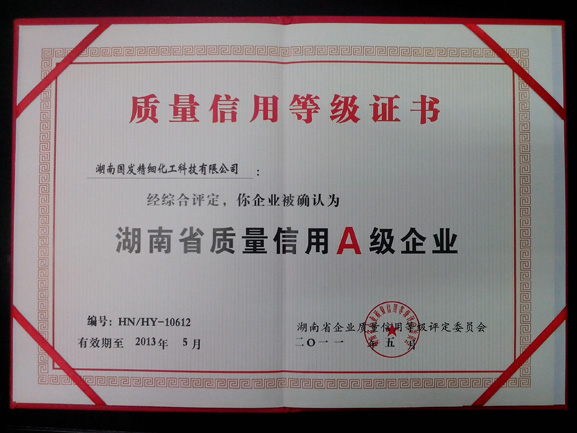 质量信用等级证书
湖南国发精细化工科技有限公司：
经综合评定，你企业被确认为
湖南省质量信用A级企业
编号：HN/HY-10612
有效期至 2013年 5月
湖南省企业质量信用等级评定委员会
二〇一一 五月